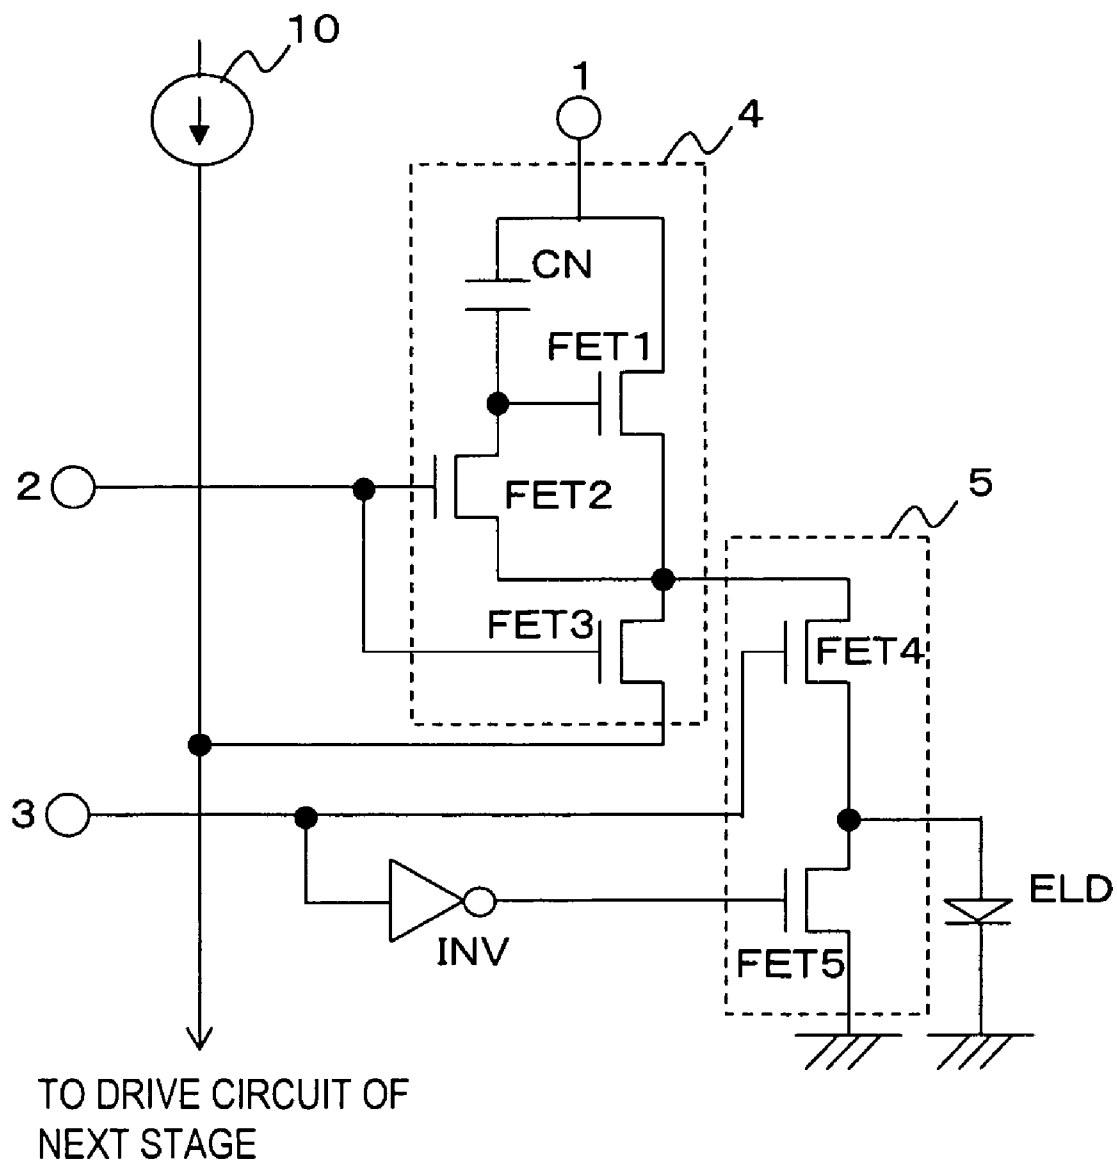 10
1
4
CN
FET1
2
FET2
5
FET3
FET4
3
ELD
INV
FET5
TO DRIVE CIRCUIT OF
NEXT STAGE